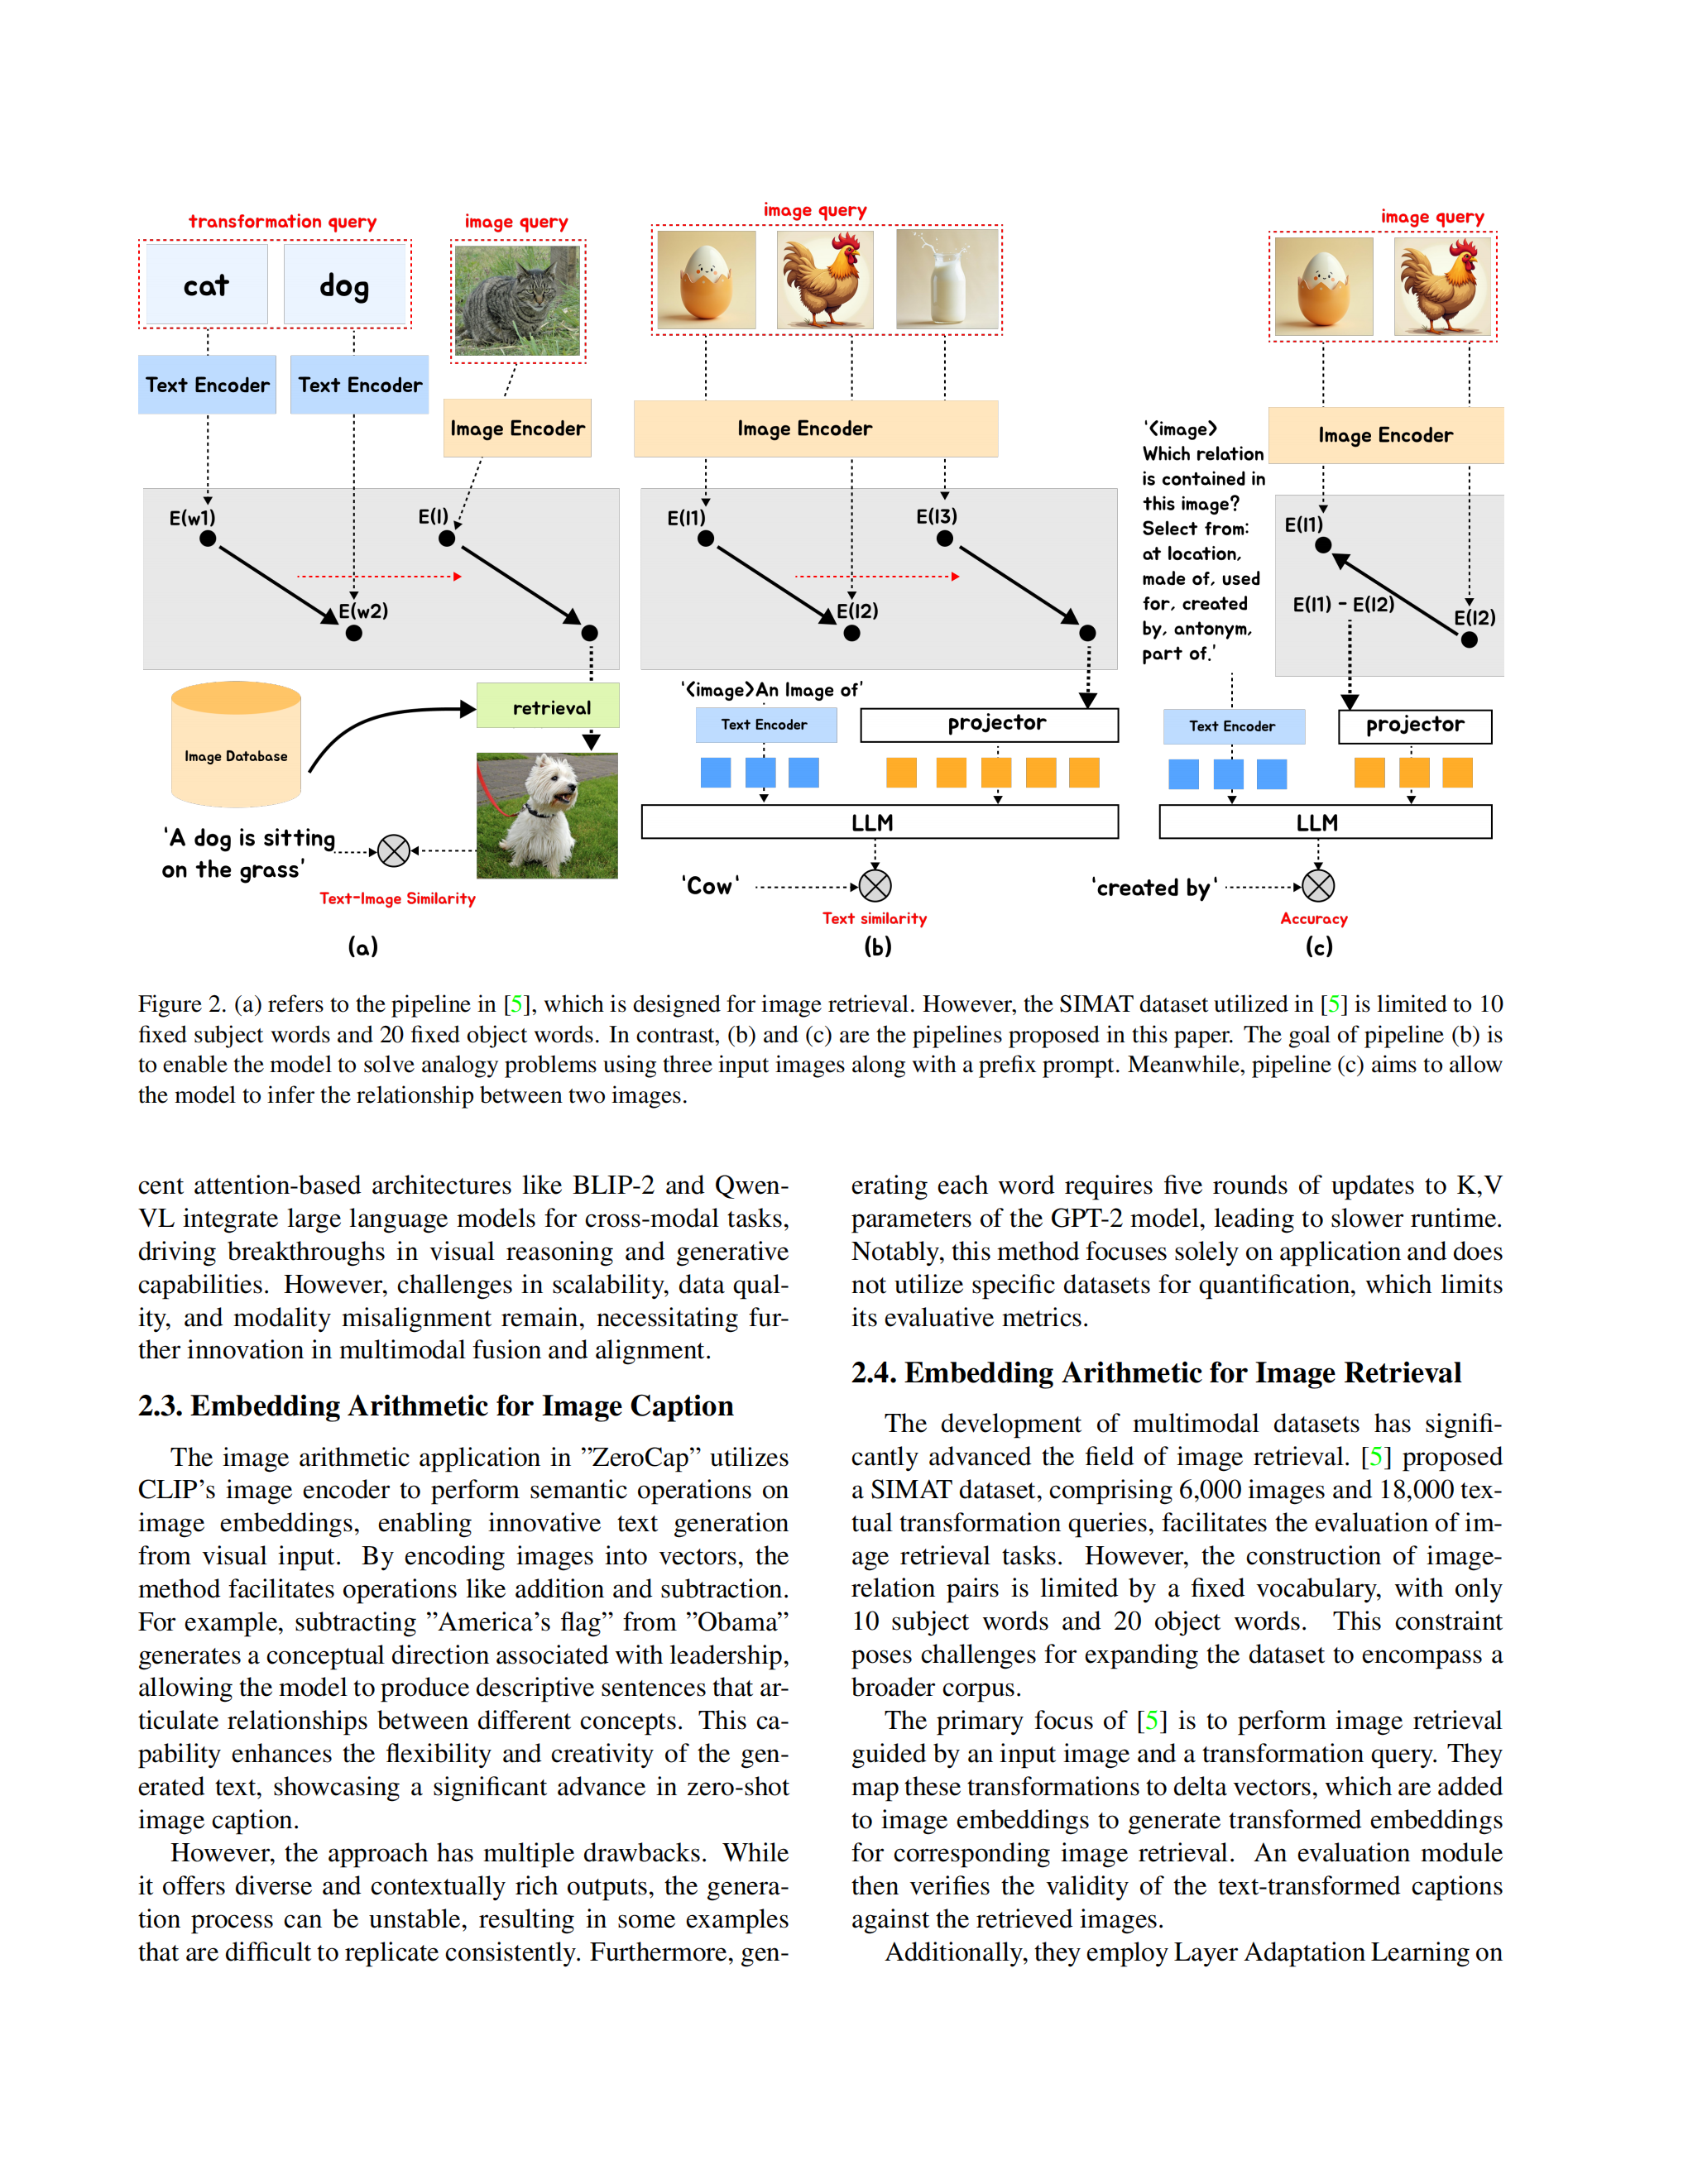 transformation query
image query
image query
image query
cat
dog
Text Encoder
Text Encoder
Image Encoder
Image Encoder
Image Encoder
'<image>
Which relation
is contained in
this image?
Select from:
at location,
made of, used
for, created
by, antonym,
part of.'
E(w1)
E(I)
E(w2)
E(I1)
E(I3)
E(I2)
E(I1)
E(I1) - E(I2)
E(I2)
Image Database
retrieval
'A dog is sitting
on the grass'
Text-Image Similarity
(a)
'<image>An Image of'
Text Encoder
projector
LLM
'Cow'
Text similarity
(b)
Text Encoder
projector
LLM
'created by'
Accuracy
(c)
Figure 2. (a) refers to the pipeline in [5], which is designed for image retrieval. However, the SIMAT dataset utilized in [5] is limited to 10
fixed subject words and 20 fixed object words. In contrast, (b) and (c) are the pipelines proposed in this paper. The goal of pipeline (b) is
to enable the model to solve analogy problems using three input images along with a prefix prompt. Meanwhile, pipeline (c) aims to allow
the model to infer the relationship between two images.
cent attention-based architectures like BLIP-2 and Qwen-
VL integrate large language models for cross-modal tasks,
driving breakthroughs in visual reasoning and generative
capabilities. However, challenges in scalability, data qual-
ity, and modality misalignment remain, necessitating fur-
ther innovation in multimodal fusion and alignment.
2.3. Embedding Arithmetic for Image Caption
The image arithmetic application in ”ZeroCap” utilizes
CLIP's image encoder to perform semantic operations on
image embeddings, enabling innovative text generation
from visual input. By encoding images into vectors, the
method facilitates operations like addition and subtraction.
For example, subtracting ”America's flag” from ”Obama”
generates a conceptual direction associated with leadership,
allowing the model to produce descriptive sentences that ar-
ticulate relationships between different concepts. This ca-
pability enhances the flexibility and creativity of the gen-
erated text, showcasing a significant advance in zero-shot
image caption.
However, the approach has multiple drawbacks. While
it offers diverse and contextually rich outputs, the genera-
tion process can be unstable, resulting in some examples
that are difficult to replicate consistently. Furthermore, gen-
erating each word requires five rounds of updates to K,V
parameters of the GPT-2 model, leading to slower runtime.
Notably, this method focuses solely on application and does
not utilize specific datasets for quantification, which limits
its evaluative metrics.
2.4. Embedding Arithmetic for Image Retrieval
The development of multimodal datasets has signifi-
cantly advanced the field of image retrieval. [5] proposed
a SIMAT dataset, comprising 6,000 images and 18,000 tex-
tual transformation queries, facilitates the evaluation of im-
age retrieval tasks. However, the construction of image-
relation pairs is limited by a fixed vocabulary, with only
10 subject words and 20 object words. This constraint
poses challenges for expanding the dataset to encompass a
broader corpus.
The primary focus of [5] is to perform image retrieval
guided by an input image and a transformation query. They
map these transformations to delta vectors, which are added
to image embeddings to generate transformed embeddings
for corresponding image retrieval. An evaluation module
then verifies the validity of the text-transformed captions
against the retrieved images.
Additionally, they employ Layer Adaptation Learning on